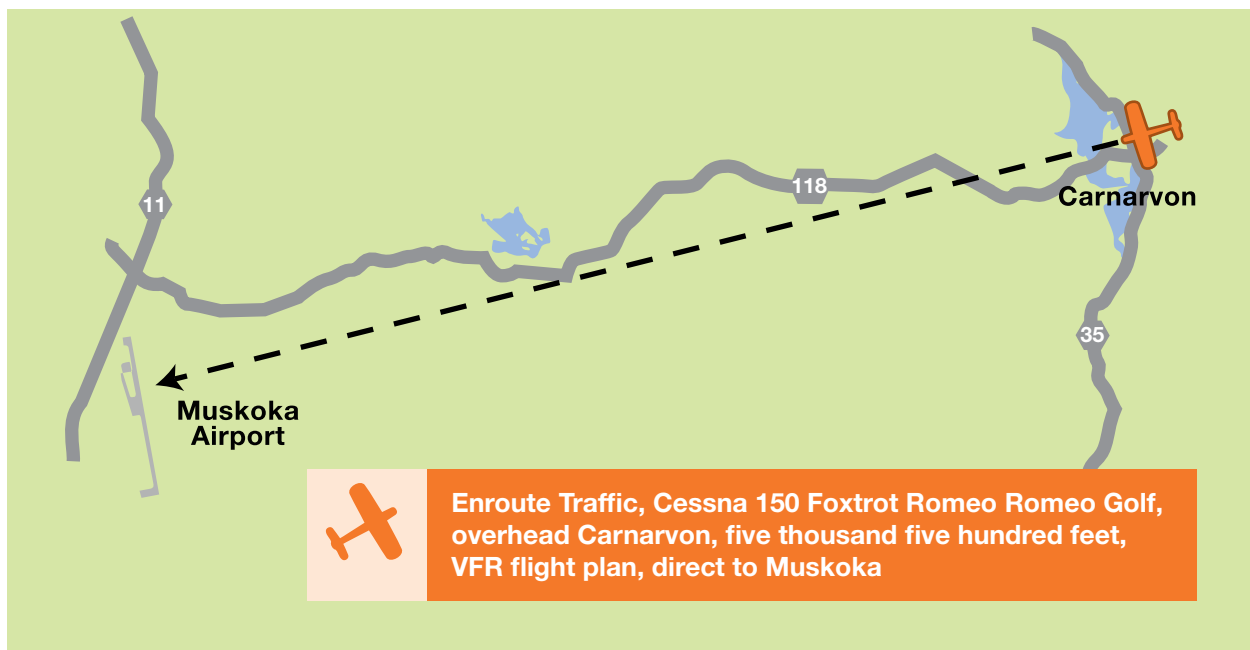 11
118
Carnarvon
35
Muskoka
Airport
Enroute Traffic, Cessna 150 Foxtrot Romeo Romeo Golf,
overhead Carnarvon, five thousand five hundred feet,
VFR flight plan, direct to Muskoka